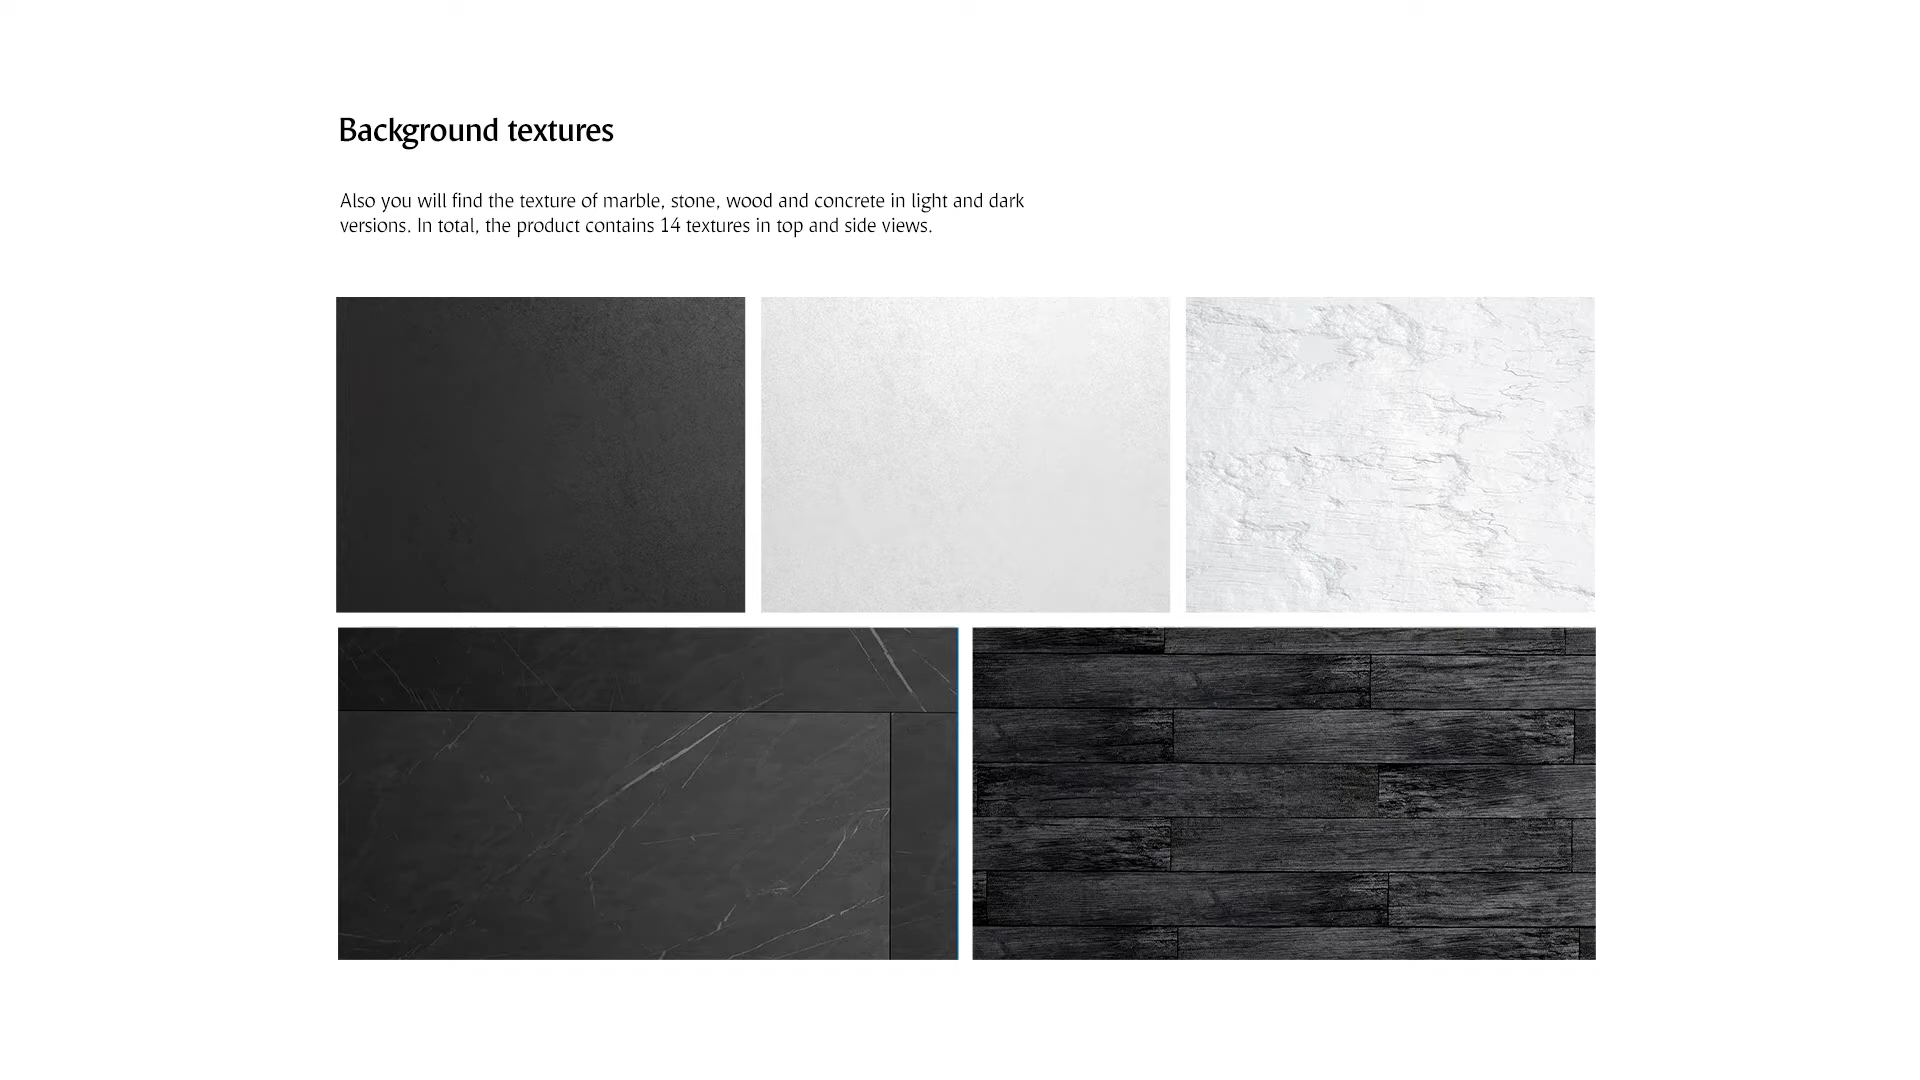 Background textures
Also you will find the texture of marble, stone, wood and concrete in light and dark
versions. In total, the product contains 14 textures in top and side views.